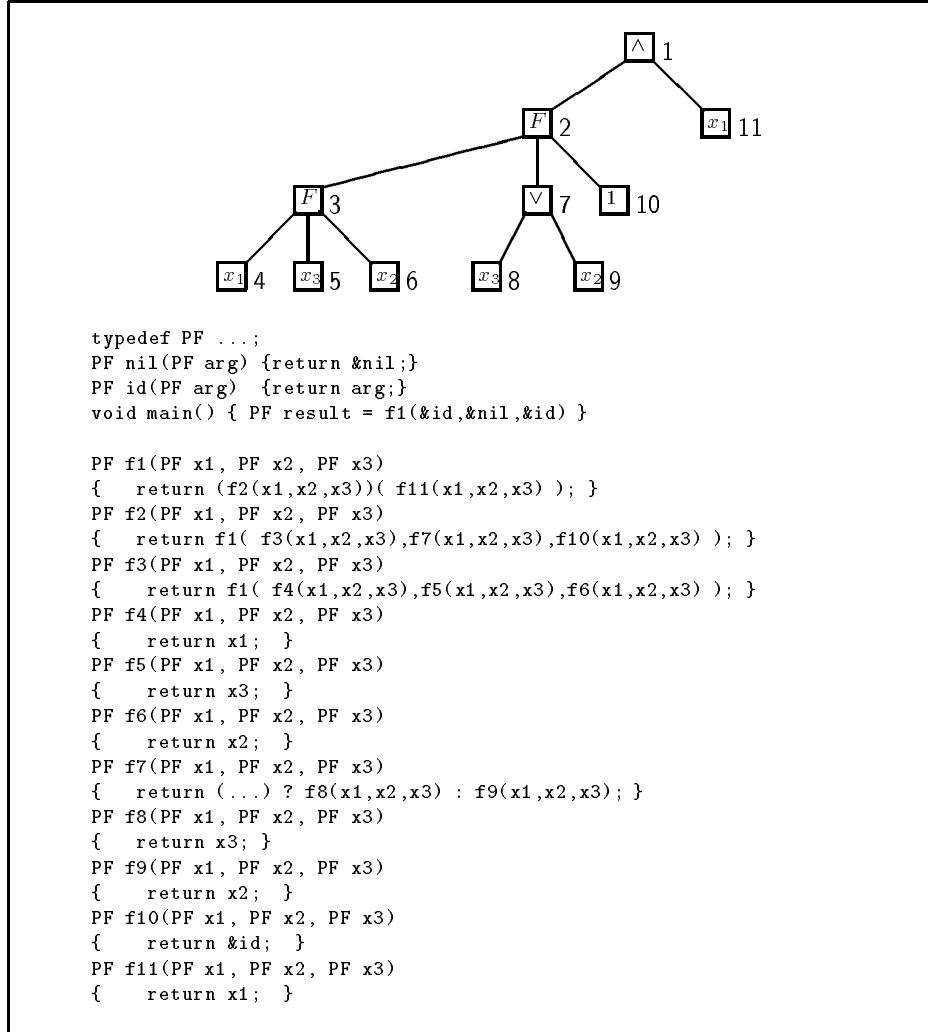 ∧ 1
F 2 x₁ 11
F 3 ∨ 7 1 10
x₁ 4 x₃ 5 x₂ 6 x₃ 8 x₂ 9
typedef PF ...;
PF nil(PF arg) {return &nil;}
PF id(PF arg)  {return arg;}
void main() { PF result = f1(&id,&nil,&id) }
PF f1(PF x1, PF x2, PF x3)
{   return (f2(x1,x2,x3))( f11(x1,x2,x3) ); }
PF f2(PF x1, PF x2, PF x3)
{   return f1( f3(x1,x2,x3),f7(x1,x2,x3),f10(x1,x2,x3) ); }
PF f3(PF x1, PF x2, PF x3)
{    return f1( f4(x1,x2,x3),f5(x1,x2,x3),f6(x1,x2,x3) ); }
PF f4(PF x1, PF x2, PF x3)
{    return x1;  }
PF f5(PF x1, PF x2, PF x3)
{    return x3;  }
PF f6(PF x1, PF x2, PF x3)
{    return x2;  }
PF f7(PF x1, PF x2, PF x3)
{   return (...) ? f8(x1,x2,x3) : f9(x1,x2,x3); }
PF f8(PF x1, PF x2, PF x3)
{   return x3; }
PF f9(PF x1, PF x2, PF x3)
{    return x2;  }
PF f10(PF x1, PF x2, PF x3)
{    return &id;  }
PF f11(PF x1, PF x2, PF x3)
{    return x1;  }